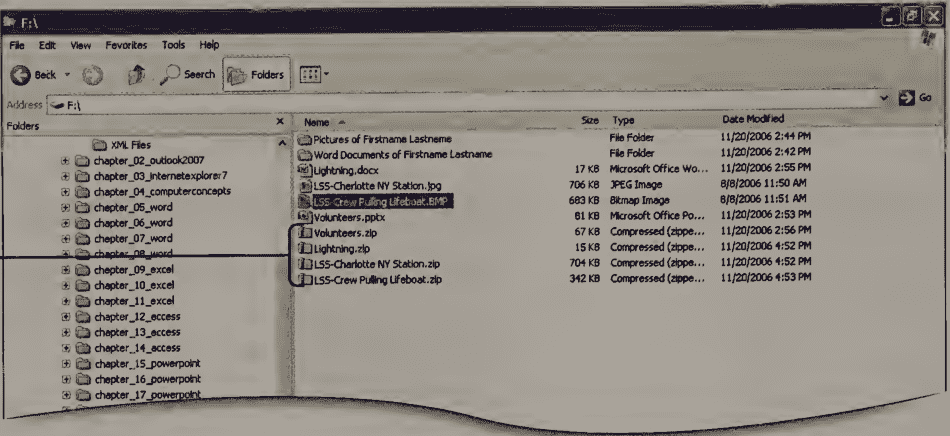 F:\
File Edit View Favorites Tools Help
Back Search Folders
Address F:\ Go
Folders
XML Files
chapter_02_outlook2007
chapter_03_internetexplorer7
chapter_04_computerconcepts
chapter_05_word
chapter_06_word
chapter_07_word
chapter_08_word
chapter_09_excel
chapter_10_excel
chapter_11_excel
chapter_12_access
chapter_13_access
chapter_14_access
chapter_15_powerpoint
chapter_16_powerpoint
chapter_17_powerpoint
Name Size Type Date Modified
Pictures of Firstname Lastname File Folder 11/20/2006 2:44 PM
Word Documents of Firstname Lastname File Folder 11/20/2006 2:42 PM
Lightning.docx 17 KB Microsoft Office Wo... 11/20/2006 2:55 PM
LSS-Charlotte NY Station.jpg 706 KB JPEG Image 8/8/2006 11:50 AM
LSS-Crew Pulling Lifeboat.BMP 683 KB Bitmap Image 8/8/2006 11:51 AM
Volunteers.pptx 81 KB Microsoft Office Po... 11/20/2006 2:53 PM
Volunteers.zip 67 KB Compressed (zippe... 11/20/2006 2:56 PM
Lightning.zip 15 KB Compressed (zippe... 11/20/2006 4:52 PM
LSS-Charlotte NY Station.zip 704 KB Compressed (zippe... 11/20/2006 4:52 PM
LSS-Crew Pulling Lifeboat.zip 342 KB Compressed (zippe... 11/20/2006 4:53 PM